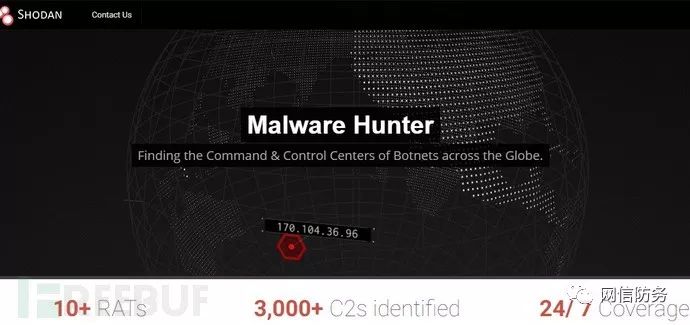 SHODAN Contact Us
Malware Hunter
Finding the Command & Control Centers of Botnets across the Globe.
170.104.36.96
FREEBUF
网信防务
10+ RATs 3,000+ C2s identified 24/ 7 Coverage